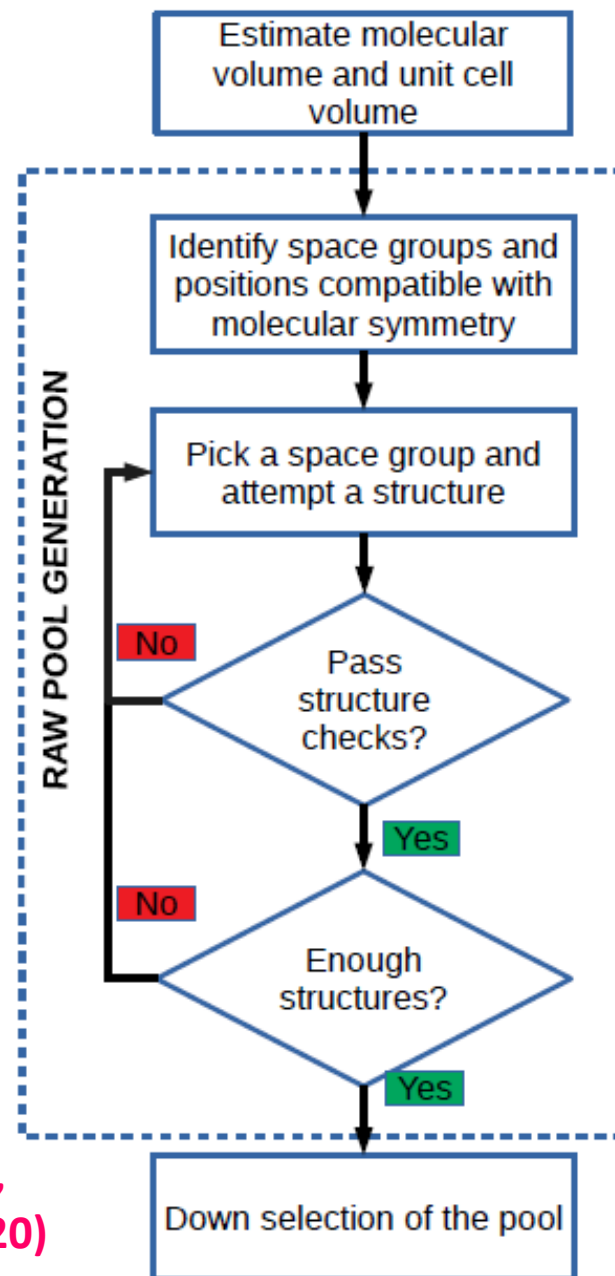 Estimate molecular
volume and unit cell
volume
Identify space groups and
positions compatible with
molecular symmetry
RAW POOL GENERATION
Pick a space group and
attempt a structure
No
Pass
structure
checks?
Yes
No
Enough
structures?
Yes
Down selection of the pool
,
20)